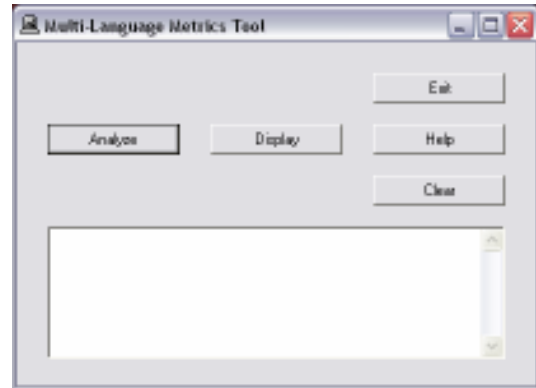 Multi-Language Metrics Tool
Exit
Analyze
Display
Help
Clear